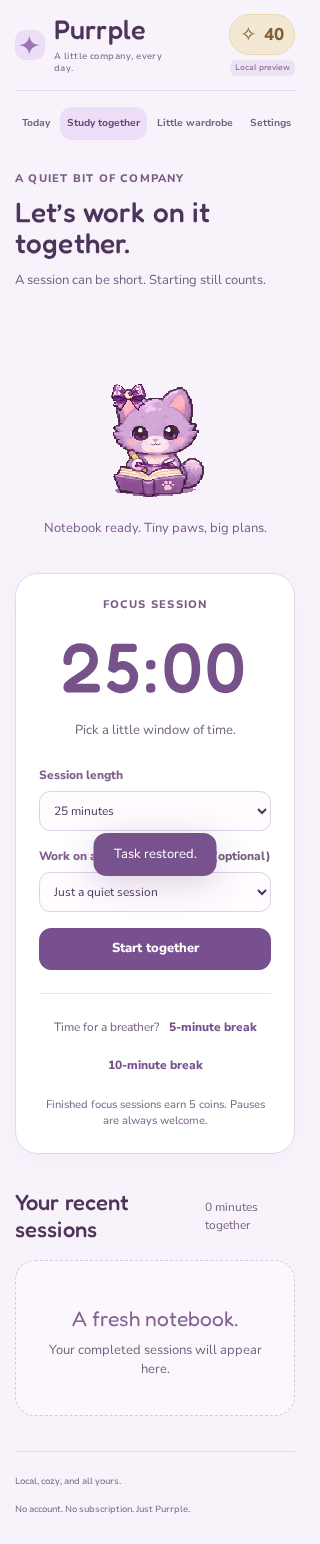 Purrple
A little company, every
day.
✧ 40
Local preview
Today Study together Little wardrobe Settings
A QUIET BIT OF COMPANY
Let’s work on it
together.
A session can be short. Starting still counts.
Notebook ready. Tiny paws, big plans.
FOCUS SESSION
25:00
Pick a little window of time.
Session length
25 minutes
Work on a
Task restored.
(optional)
Just a quiet session
Start together
Time for a breather? 5-minute break
10-minute break
Finished focus sessions earn 5 coins. Pauses
are always welcome.
Your recent
sessions
0 minutes
together
A fresh notebook.
Your completed sessions will appear
here.
Local, cozy, and all yours.
No account. No subscription. Just Purrple.